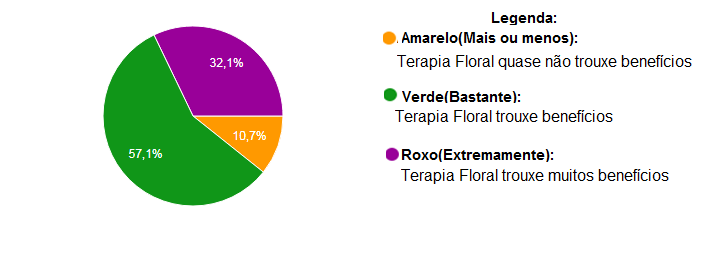 32,1%
10,7%
57,1%
Legenda:
Amarelo(Mais ou menos):
Terapia Floral quase não trouxe benefícios
Verde(Bastante):
Terapia Floral trouxe benefícios
Roxo(Extremamente):
Terapia Floral trouxe muitos benefícios